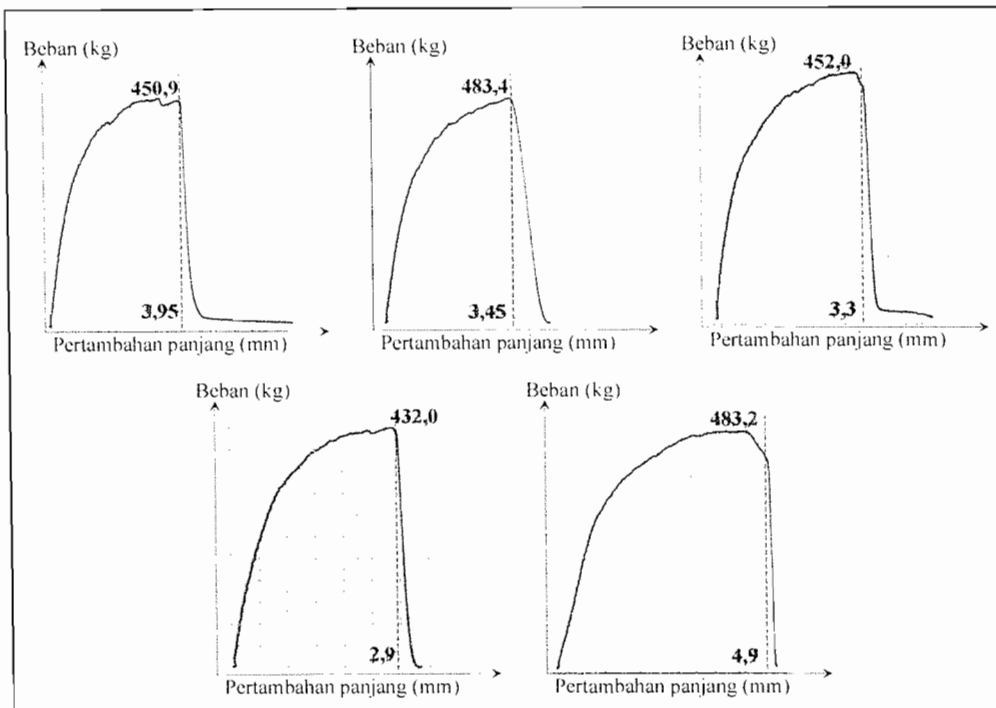 Beban (kg)
450,9
3,95
Pertambahan panjang (mm)
Beban (kg)
483,4
3,45
Pertambahan panjang (mm)
Beban (kg)
452,0
3,3
Pertambahan panjang (mm)
Beban (kg)
432,0
2,9
Pertambahan panjang (mm)
Beban (kg)
483,2
4,9
Pertambahan panjang (mm)